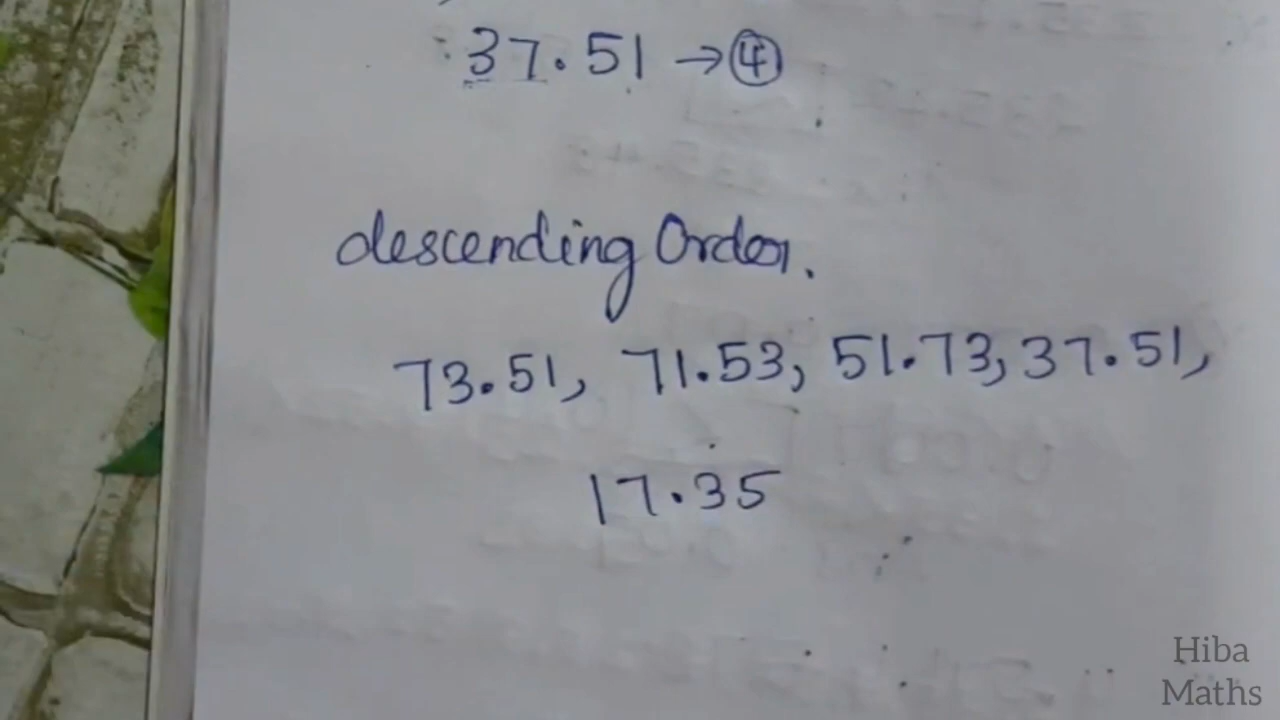 37.51 → ④
descending Order.
73.51, 71.53, 51.73, 37.51,
17.35
Hiba
Maths